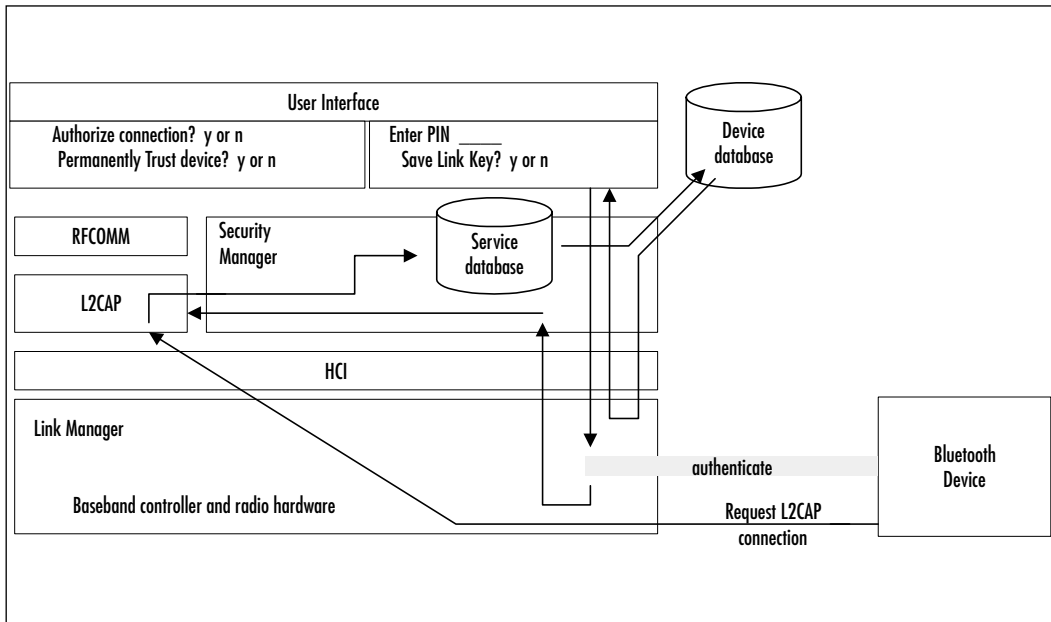 User Interface
Authorize connection? y or n
Permanently Trust device? y or n
Enter PIN _____
Save Link Key? y or n
Device
database
RFCOMM
Security
Manager
Service
database
L2CAP
HCI
Link Manager
Baseband controller and radio hardware
authenticate
Bluetooth
Device
Request L2CAP
connection